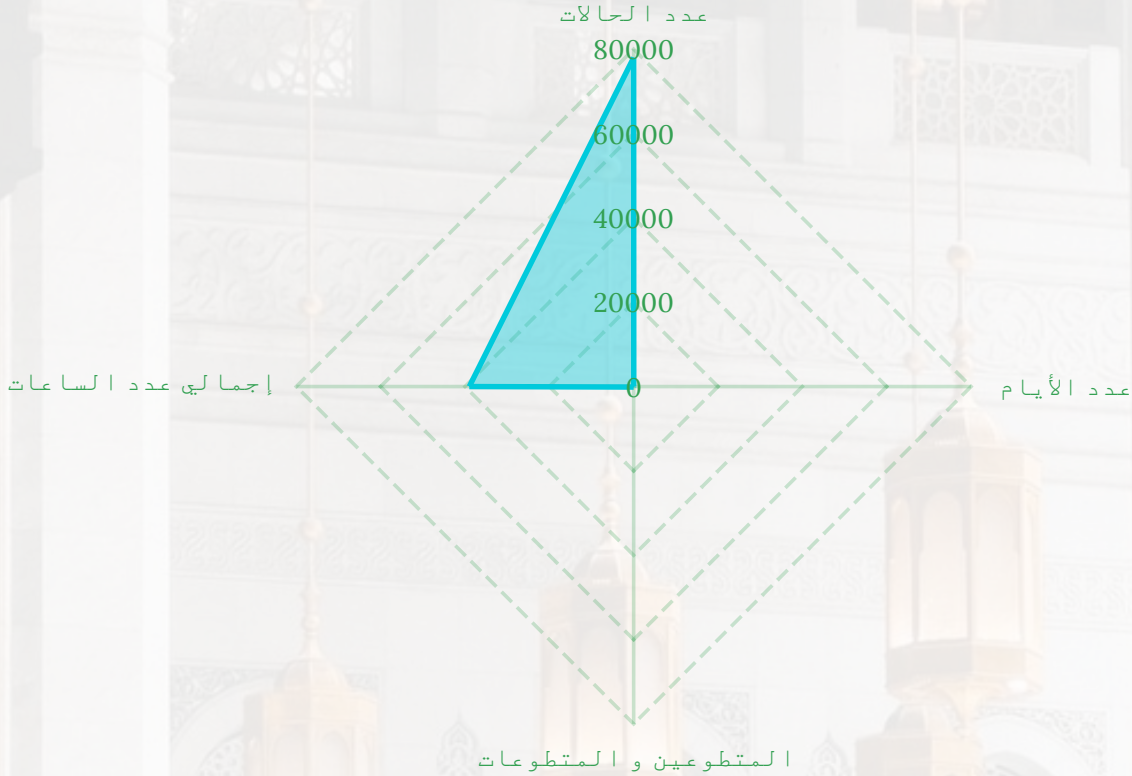 عدد الحالات
80000
60000
40000
20000
0
إجمالي عدد الساعات
عدد الأيام
المتطوعين و المتطوعات